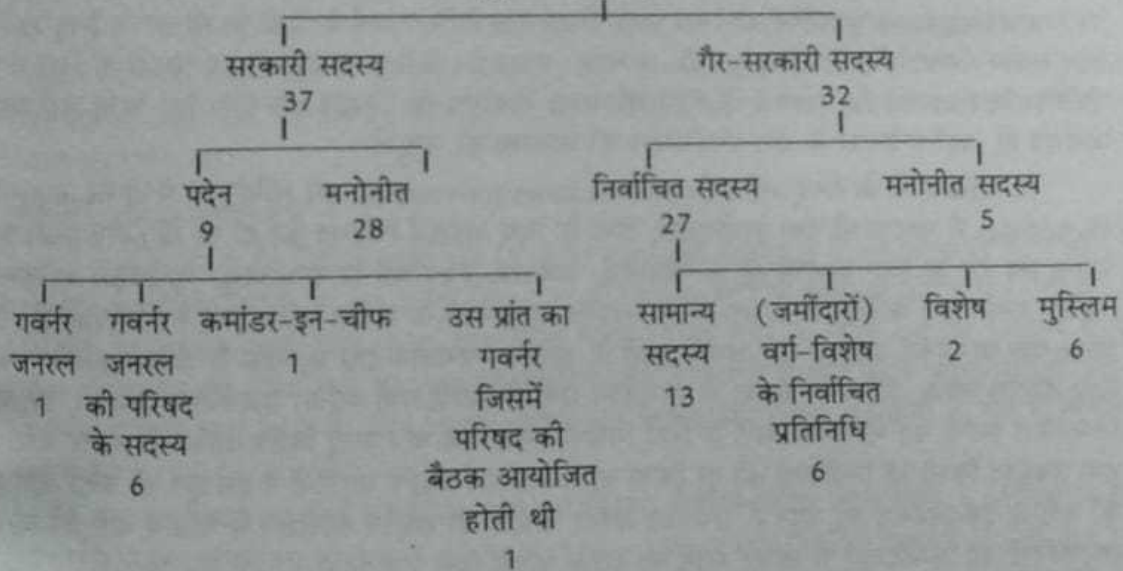 सरकारी सदस्य गैर-सरकारी सदस्य
37 32
पदेन मनोनीत निर्वाचित सदस्य मनोनीत सदस्य
9 28 27 5
गवर्नर गवर्नर कमांडर-इन-चीफ उस प्रांत का सामान्य (जमींदारों) विशेष मुस्लिम
जनरल जनरल 1 गवर्नर सदस्य वर्ग-विशेष 2 6
1 की परिषद जिसमें 13 के निर्वाचित
के सदस्य परिषद की प्रतिनिधि
6 बैठक आयोजित 6
होती थी
1